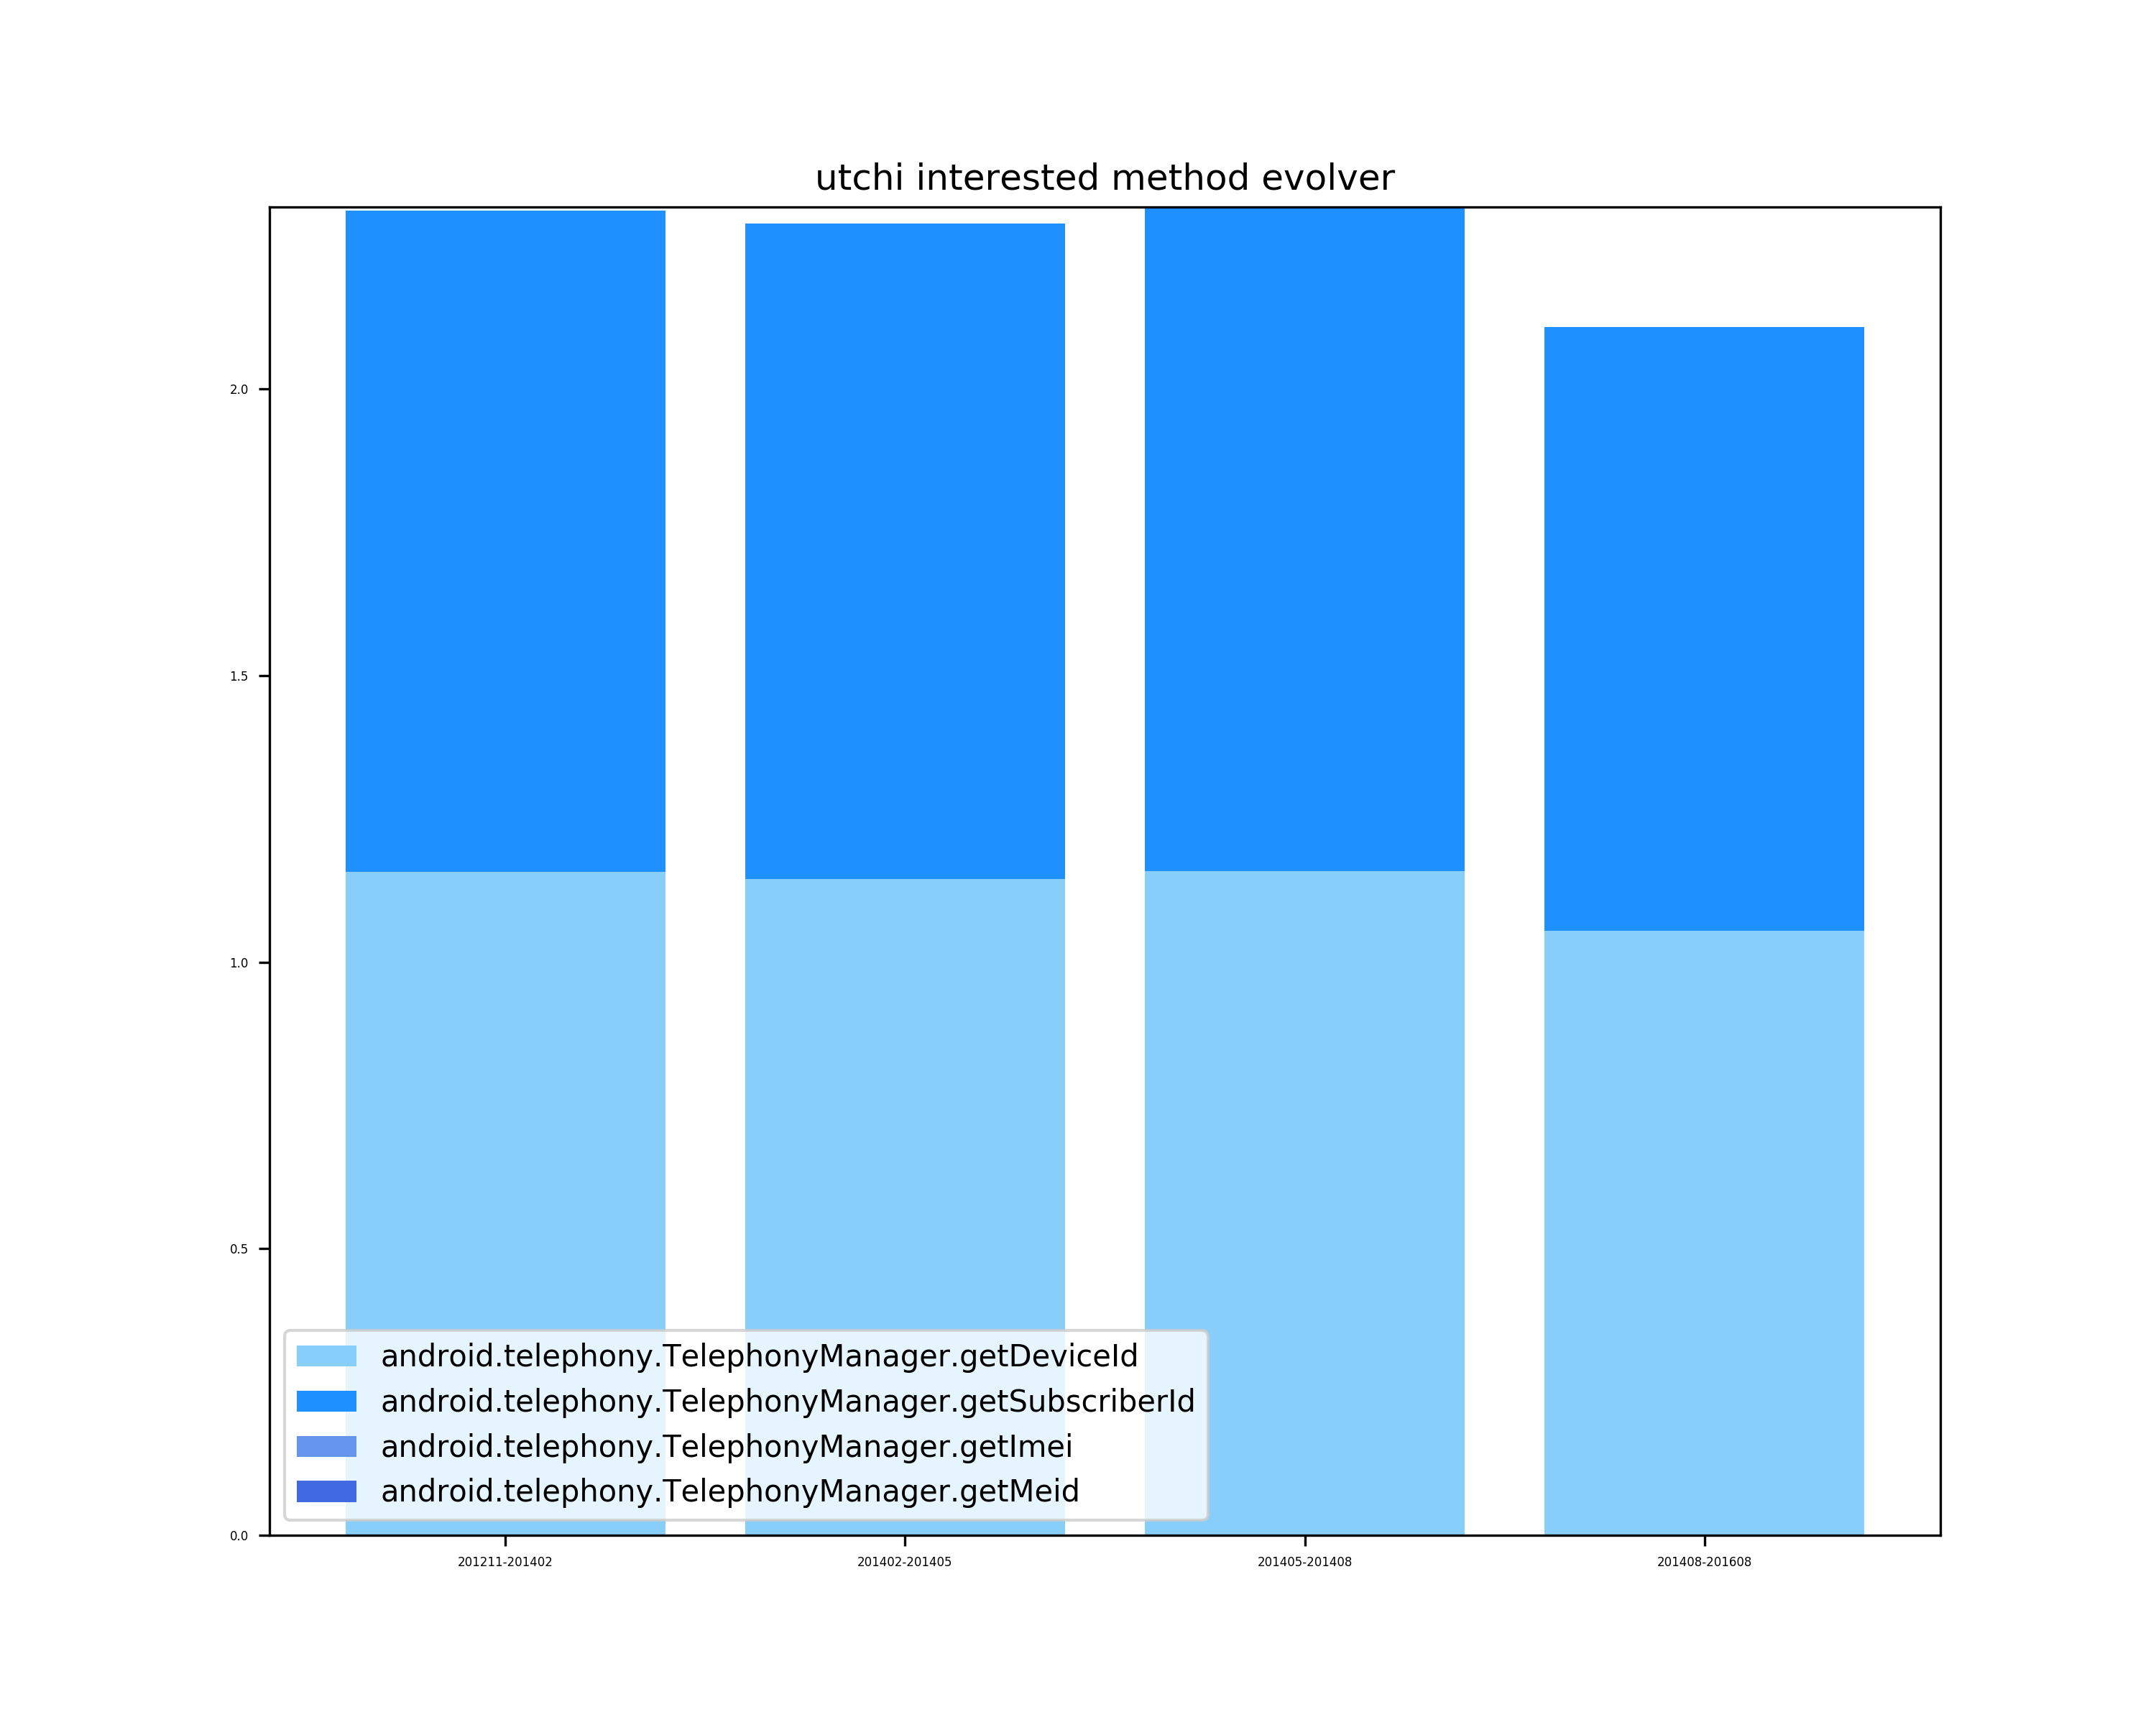 utchi interested method evolver
2.0
1.5
1.0
0.5
0.0
android.telephony.TelephonyManager.getDeviceId
android.telephony.TelephonyManager.getSubscriberId
android.telephony.TelephonyManager.getImei
android.telephony.TelephonyManager.getMeid
201211-201402
201402-201405
201405-201408
201408-201608